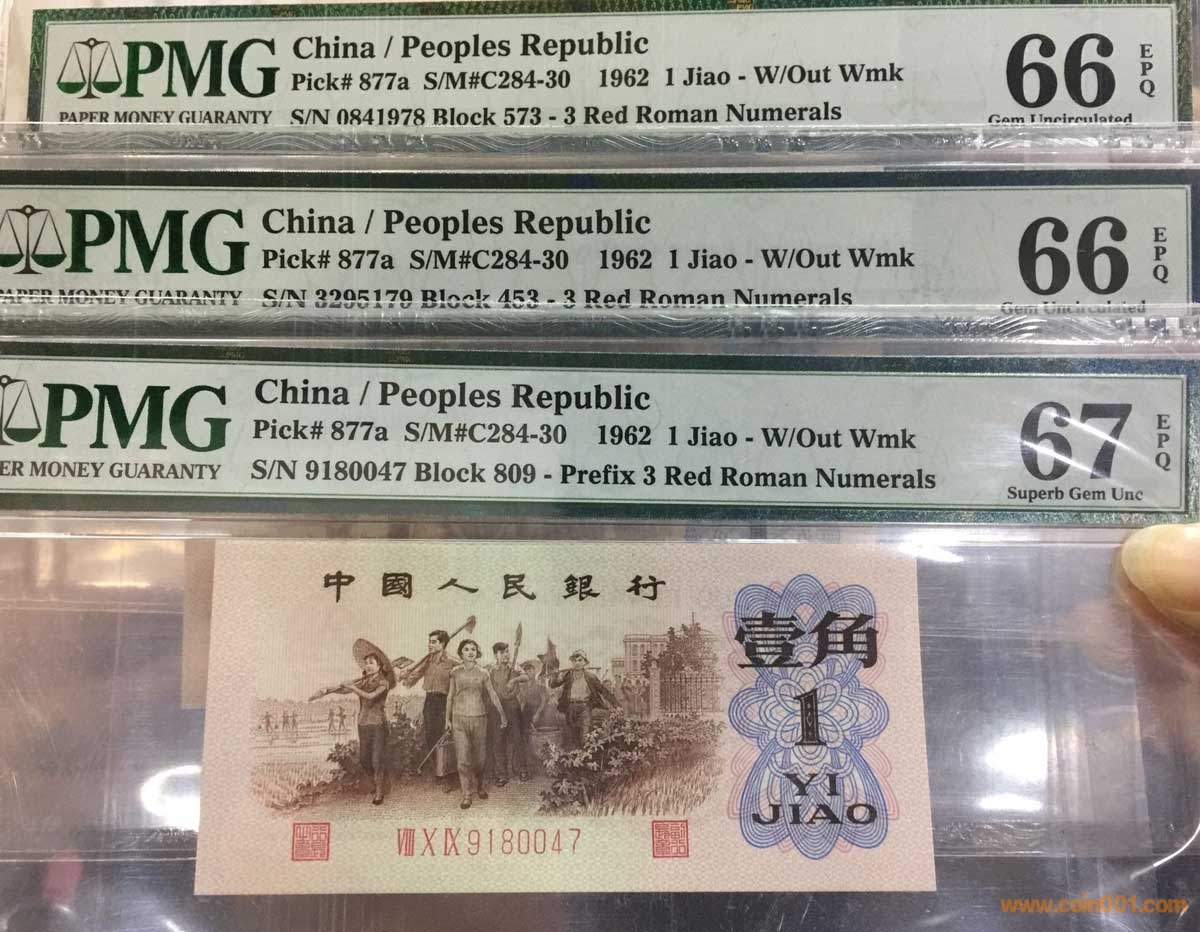 PMG
PAPER MONEY GUARANTY
China / Peoples Republic
Pick# 877a S/M#C284-30 1962 1 Jiao - W/Out Wmk
S/N 0841978 Block 573 - 3 Red Roman Numerals
66
EPQ
Gem Uncirculated
PMG
PAPER MONEY GUARANTY
China / Peoples Republic
Pick# 877a S/M#C284-30 1962 1 Jiao - W/Out Wmk
S/N 3295179 Block 453 - 3 Red Roman Numerals
66
EPQ
Gem Uncirculated
PMG
ER MONEY GUARANTY
China / Peoples Republic
Pick# 877a S/M#C284-30 1962 1 Jiao - W/Out Wmk
S/N 9180047 Block 809 - Prefix 3 Red Roman Numerals
67
EPQ
Superb Gem Unc
中國人民銀行
壹角
1
YI
JIAO
VIII X IX 9180047
www.coin001.com